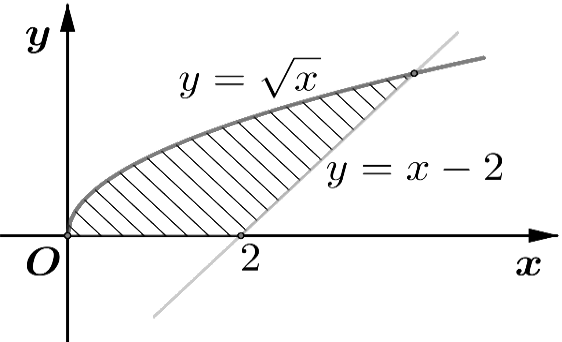 y
y = √x
y = x − 2
O
2
x